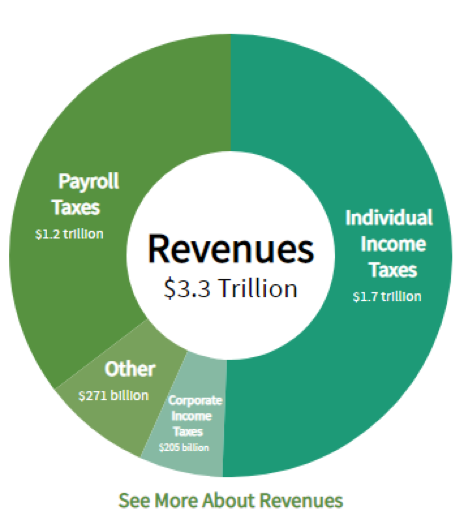 Payroll
Taxes
$1.2 trillion
Individual
Income
Taxes
$1.7 trillion
Revenues
$3.3 Trillion
Other
$271 billion
Corporate
Income
Taxes
$205 billion
See More About Revenues